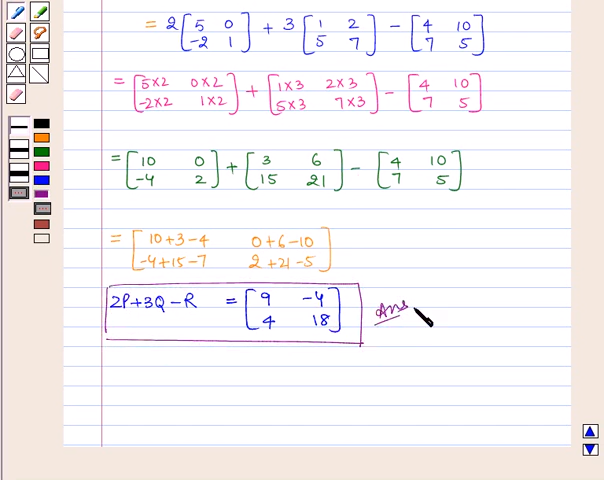 = 2 [5 0 + 3 [1 2 - [4 10
-2 1] 5 7] 7 5]
= [5×2 0×2 + [1×3 2×3 - [4 10
-2×2 1×2] 5×3 7×3] 7 5]
= [10 0 + [3 6 - [4 10
-4 2] 15 21] 7 5]
= [10+3-4 0+6-10
-4+15-7 2+21-5]
2P+3Q-R = [9 -4
4 18]
Ans